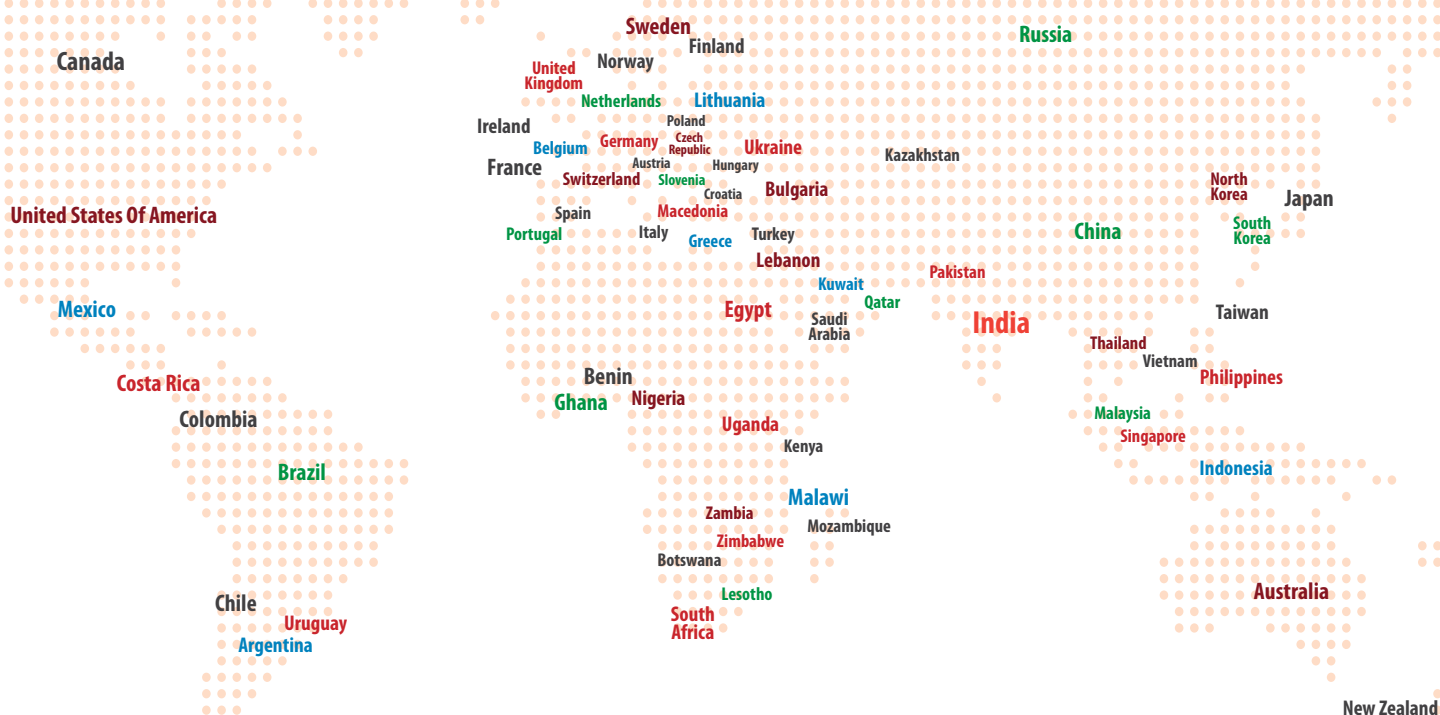 Sweden
Russia
Finland
Canada
Norway
United
Kingdom
Netherlands
Lithuania
Ireland
Poland
Belgium
Germany
Czech
Republic
Ukraine
Kazakhstan
France
Austria
Hungary
Switzerland
Slovenia
Croatia
Bulgaria
North
Korea
Japan
United States Of America
Spain
Macedonia
Portugal
Italy
Greece
Turkey
China
South
Korea
Lebanon
Pakistan
Kuwait
Qatar
Mexico
Egypt
Saudi
Arabia
India
Taiwan
Thailand
Vietnam
Philippines
Costa Rica
Benin
Ghana
Nigeria
Colombia
Uganda
Malaysia
Singapore
Kenya
Brazil
Indonesia
Malawi
Zambia
Mozambique
Zimbabwe
Botswana
Lesotho
Australia
Chile
South
Africa
Uruguay
Argentina
New Zealand